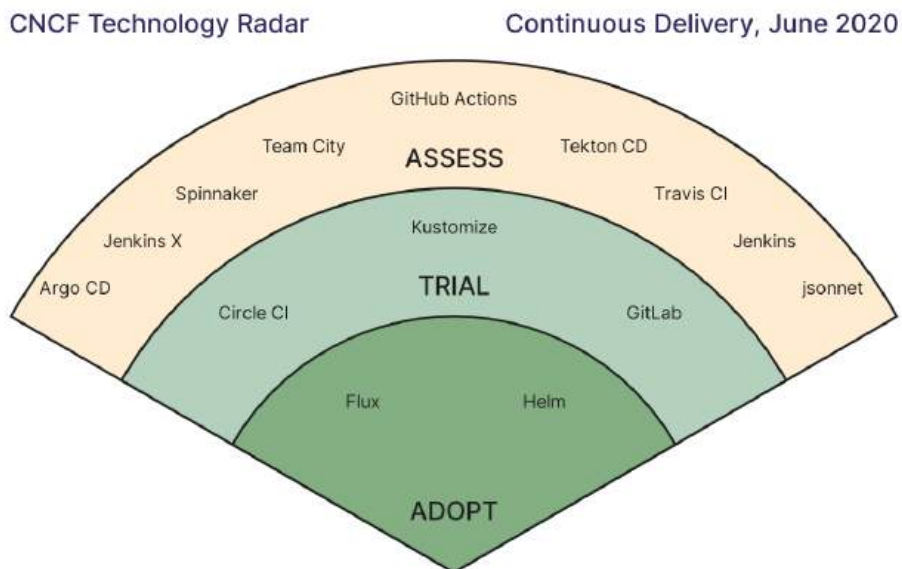 CNCF Technology Radar
Continuous Delivery, June 2020
GitHub Actions
Team City
Tekton CD
ASSESS
Spinnaker
Travis CI
Kustomize
Jenkins X
Jenkins
Argo CD
TRIAL
jsonnet
Circle CI
GitLab
Flux
Helm
ADOPT